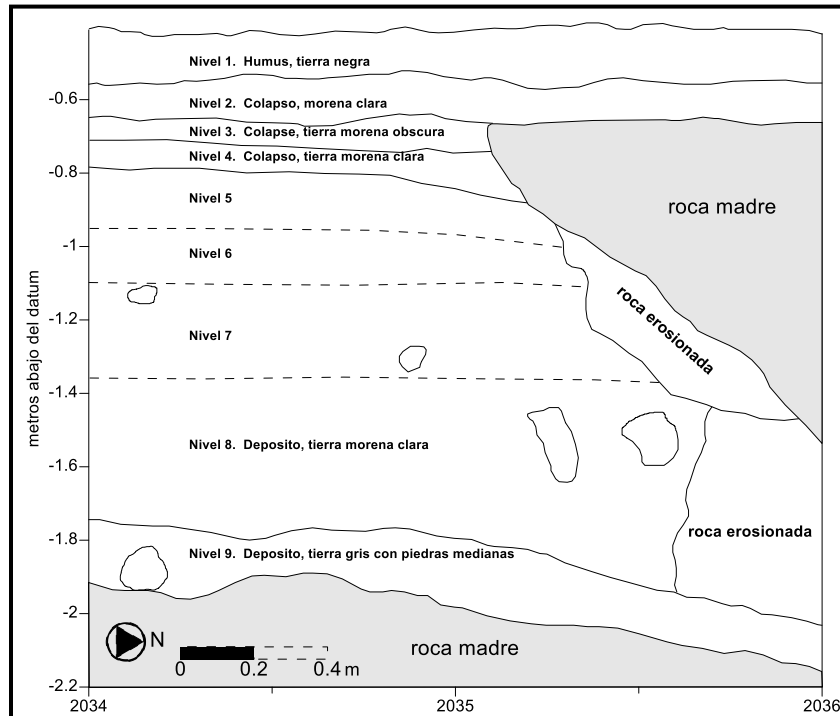 Nivel 1. Humus, tierra negra
-0.6
Nivel 2. Colapso, morena clara
Nivel 3. Colapse, tierra morena obscura
Nivel 4. Colapso, tierra morena clara
-0.8
Nivel 5
roca madre
-1
Nivel 6
-1.2
roca erosionada
Nivel 7
metros abajo del datum
-1.4
Nivel 8. Deposito, tierra morena clara
-1.6
roca erosionada
-1.8
Nivel 9. Deposito, tierra gris con piedras medianas
-2
N
roca madre
0 0.2 0.4 m
-2.2
2034 2035 2036